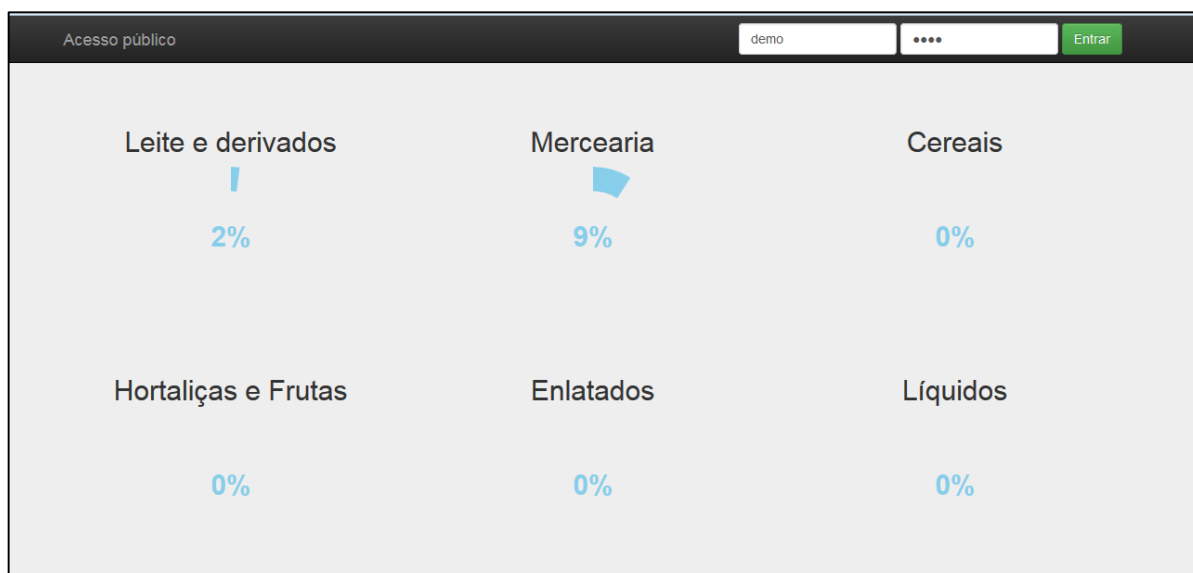 Acesso público demo •••• Entrar
Leite e derivados Mercearia Cereais
2% 9% 0%
Hortaliças e Frutas Enlatados Líquidos
0% 0% 0%